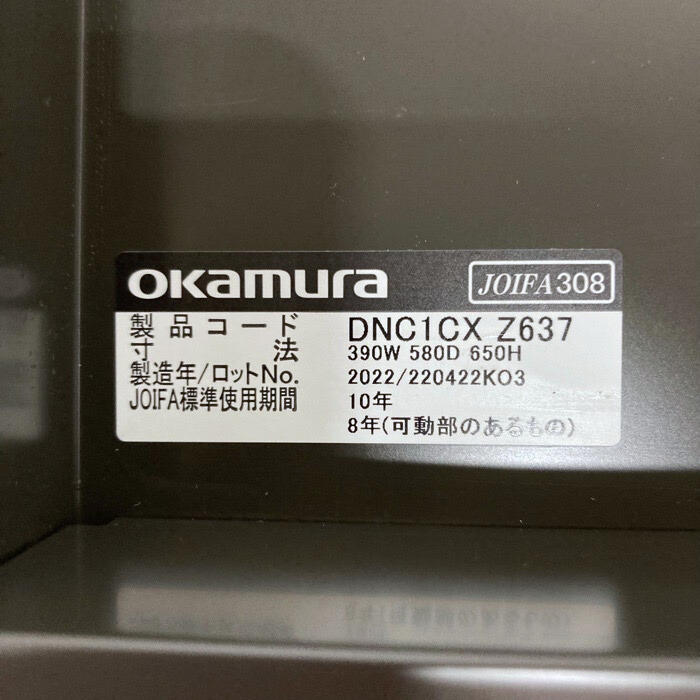 okamura
JOIFA308
製品コード DNC1CX Z637
寸法 390W 580D 650H
製造年/ロットNo. 2022/220422KO3
JOIFA標準使用期間 10年
8年(可動部のあるもの)